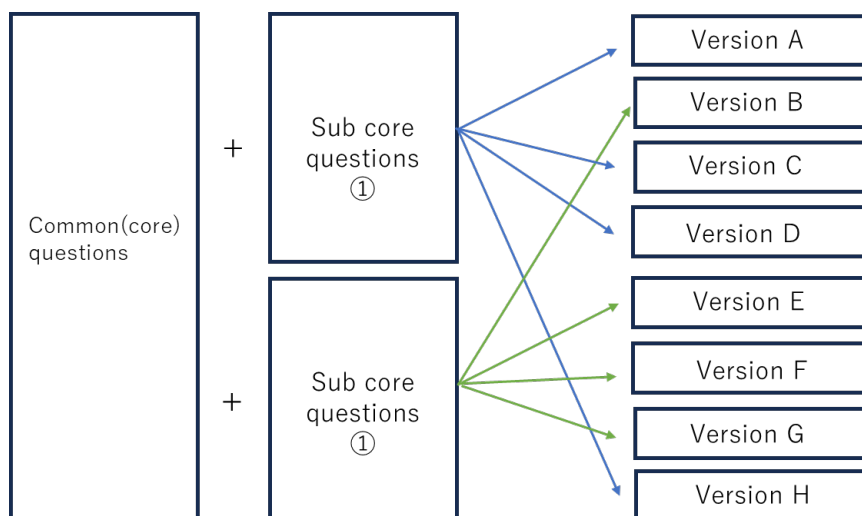 Common(core)
questions
+
Sub core
questions
①
+
Sub core
questions
①
Version A
Version B
Version C
Version D
Version E
Version F
Version G
Version H